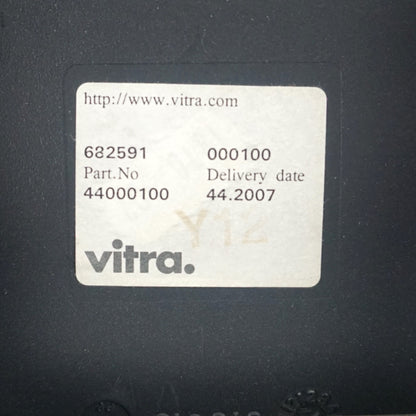 http://www.vitra.com
682591 000100
Part.No Delivery date
44000100 44.2007
vitra.